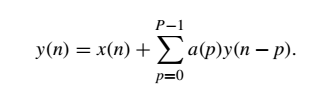 y(n) = x(n) + \sum_{p=0}^{P-1} a(p)y(n − p).